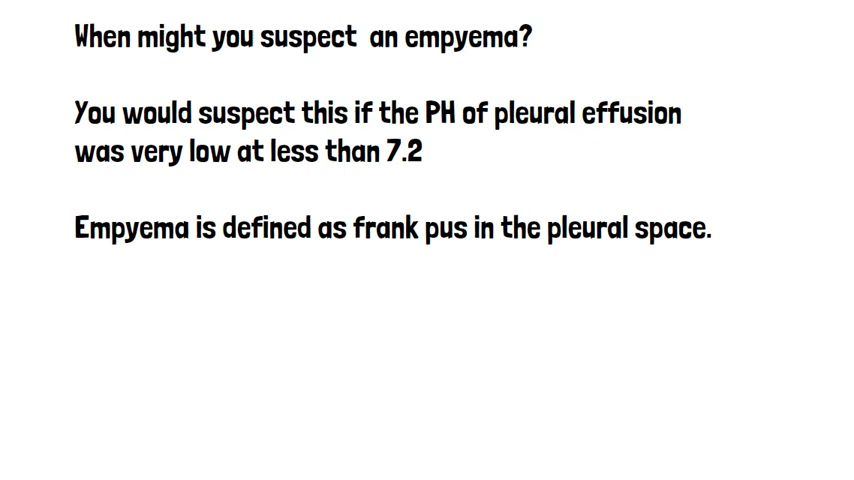 When might you suspect  an empyema?
You would suspect this if the PH of pleural effusion
was very low at less than 7.2
Empyema is defined as frank pus in the pleural space.